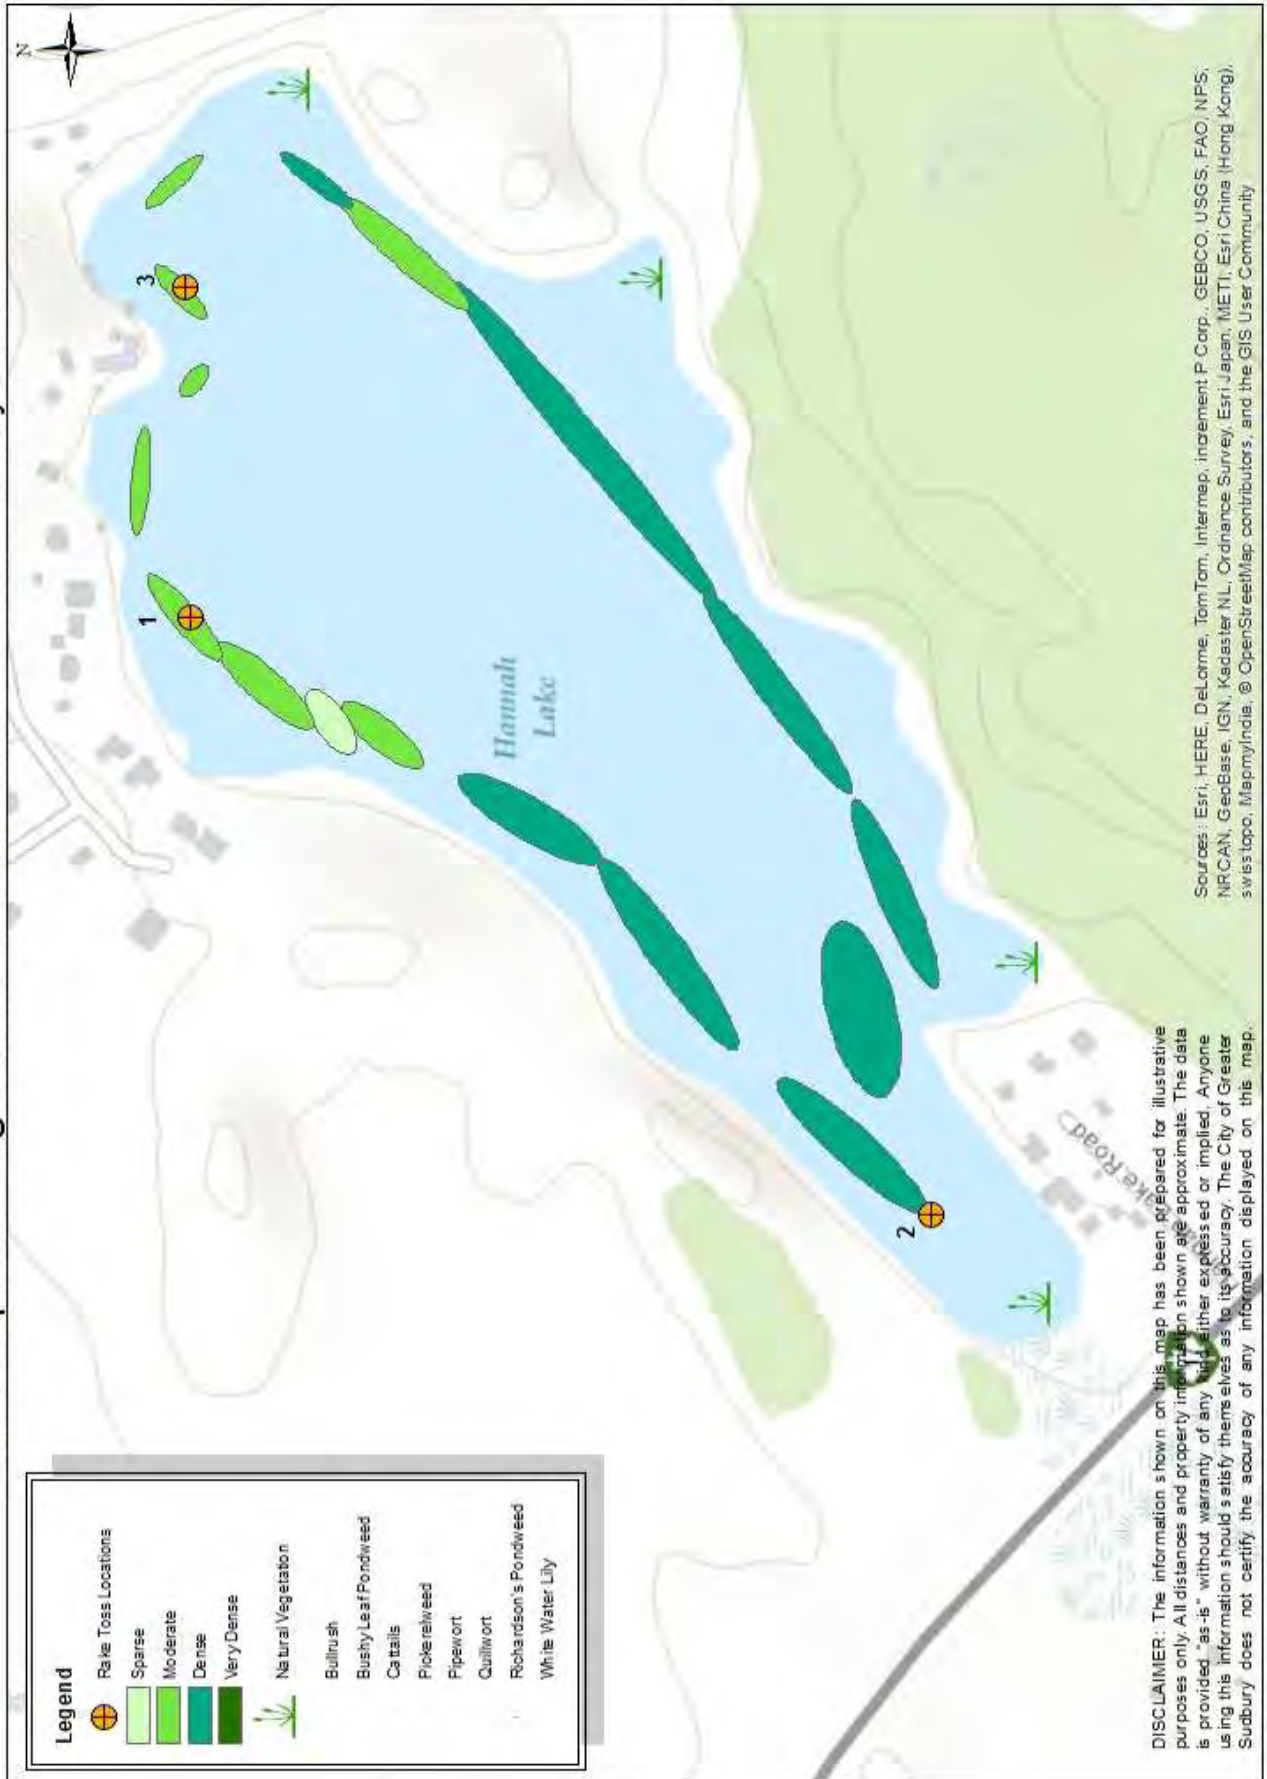 N
3
1
Hannah
Lake
2
Lake Road
Legend
Rake Toss Locations
Sparse
Moderate
Dense
Very Dense
Natural Vegetation
Bullrush
Bushy Leaf Pondweed
Cattails
Pickerelweed
Pipewort
Quillwort
Richardson's Pondweed
White Water Lily
DISCLAIMER: The information shown on this map has been prepared for illustrative
purposes only. All distances and property information shown are approximate. The data
is provided "as-is" without warranty of any kind, either expressed or implied. Anyone
using this information should satisfy themselves as to its accuracy. The City of Greater
Sudbury does not certify the accuracy of any information displayed on this map.
Sources: Esri, HERE, DeLorme, TomTom, Intermap, increment P Corp., GEBCO, USGS, FAO, NPS,
NRCAN, GeoBase, IGN, Kadaster NL, Ordnance Survey, Esri Japan, METI, Esri China (Hong Kong),
swisstopo, MapmyIndia, © OpenStreetMap contributors, and the GIS User Community